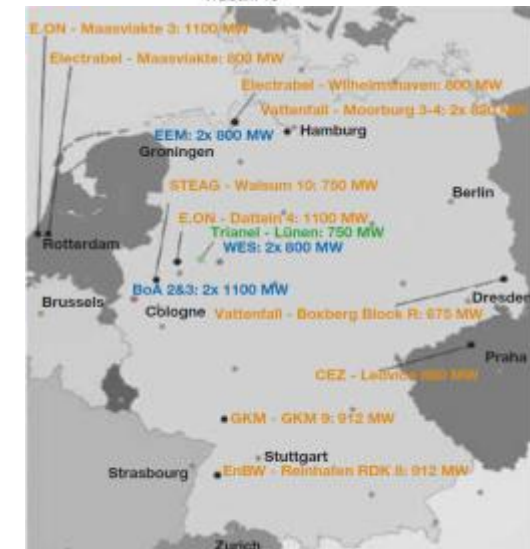 E.ON - Maasvlakte 3: 1100 MW
Electrabel - Maasvlakte: 800 MW
Electrabel - Wilhelmshaven: 800 MW
Vattenfall - Moorburg 3-4: 2x 820
EEM: 2x 800 MW
Hamburg
Groningen
STEAG - Walsum 10: 750 MW
Berlin
E.ON - Datteln 4: 1100 MW
Trianel - Lünen: 750 MW
Rotterdam
WES: 2x 800 MW
BoA 2&3: 2x 1100 MW
Dresden
Brussels
Cologne
Vattenfall - Boxberg Block R: 675 MW
Praha
CEZ -
MW
GKM - GKM 9: 912 MW
Stuttgart
Strasbourg
EnBW - Reinhafen RDK 8: 912 MW
Zurich